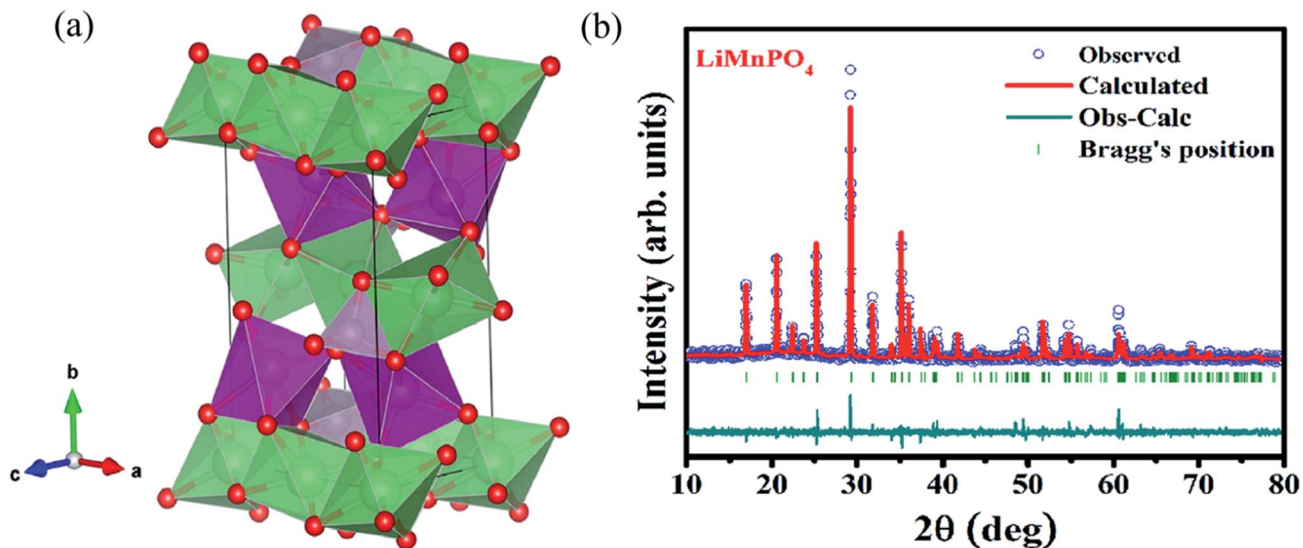 (a)
b
c
a
(b)
LiMnPO₄
Observed
Calculated
Obs-Calc
Bragg's position
Intensity (arb. units)
10 20 30 40 50 60 70 80
2θ (deg)